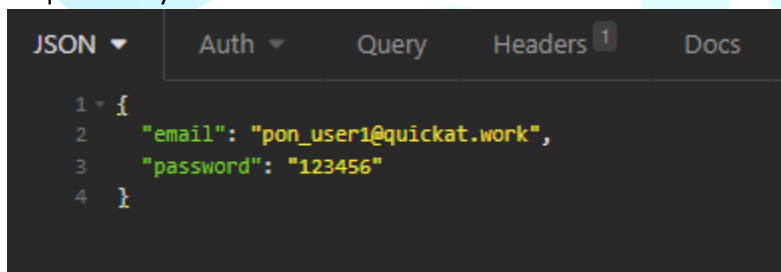 JSON Auth Query Headers 1 Docs
1 {
2 "email": "pon_user1@quickat.work",
3 "password": "123456"
4 }